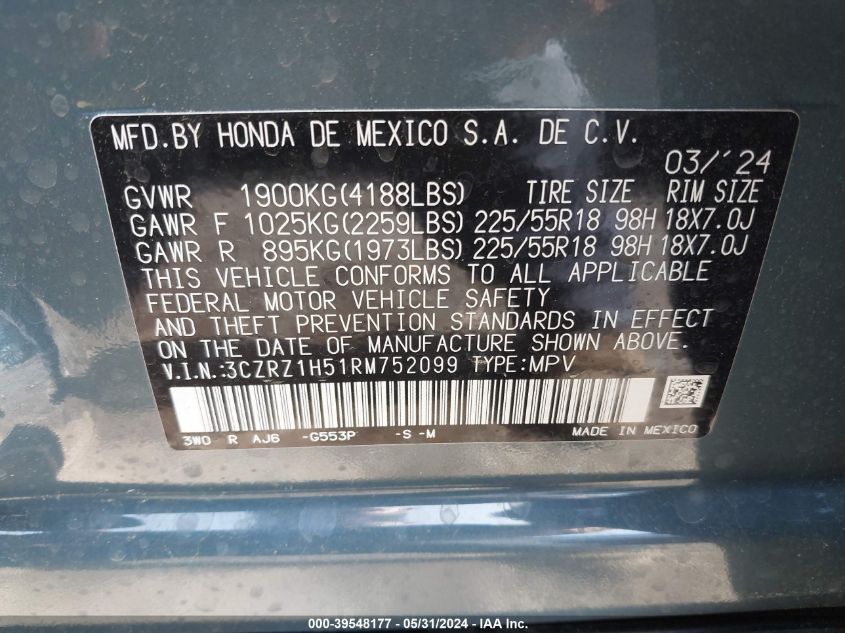 MFD.BY HONDA DE MEXICO S.A. DE C.V.
03/'24
GVWR 1900KG(4188LBS) TIRE SIZE RIM SIZE
GAWR F 1025KG(2259LBS) 225/55R18 98H 18X7.0J
GAWR R 895KG(1973LBS) 225/55R18 98H 18X7.0J
THIS VEHICLE CONFORMS TO ALL APPLICABLE
FEDERAL MOTOR VEHICLE SAFETY
AND THEFT PREVENTION STANDARDS IN EFFECT
ON THE DATE OF MANUFACTURE SHOWN ABOVE.
V.I.N.:3CZRZ1H51RM752099 TYPE:MPV
3WO R AJ6 -G553P -S -M MADE IN MEXICO
000-39548177 - 05/31/2024 - IAA Inc.